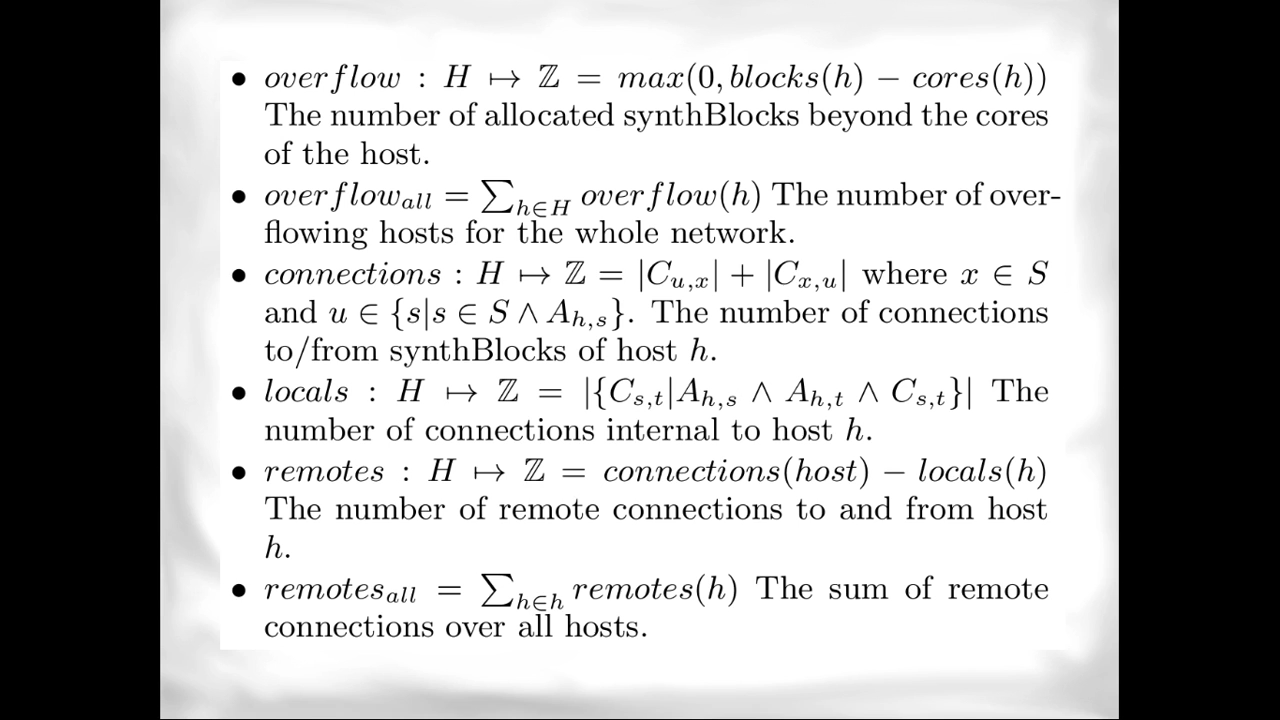 • overflow : H ↦ ℤ = max(0, blocks(h) − cores(h))
The number of allocated synthBlocks beyond the cores
of the host.
• overflow_all = ∑_{h∈H} overflow(h) The number of over-
flowing hosts for the whole network.
• connections : H ↦ ℤ = |C_{u,x}| + |C_{x,u}| where x ∈ S
and u ∈ {s|s ∈ S ∧ A_{h,s}}. The number of connections
to/from synthBlocks of host h.
• locals : H ↦ ℤ = |{C_{s,t}|A_{h,s} ∧ A_{h,t} ∧ C_{s,t}}| The
number of connections internal to host h.
• remotes : H ↦ ℤ = connections(host) − locals(h)
The number of remote connections to and from host
h.
• remotes_all = ∑_{h∈h} remotes(h) The sum of remote
connections over all hosts.